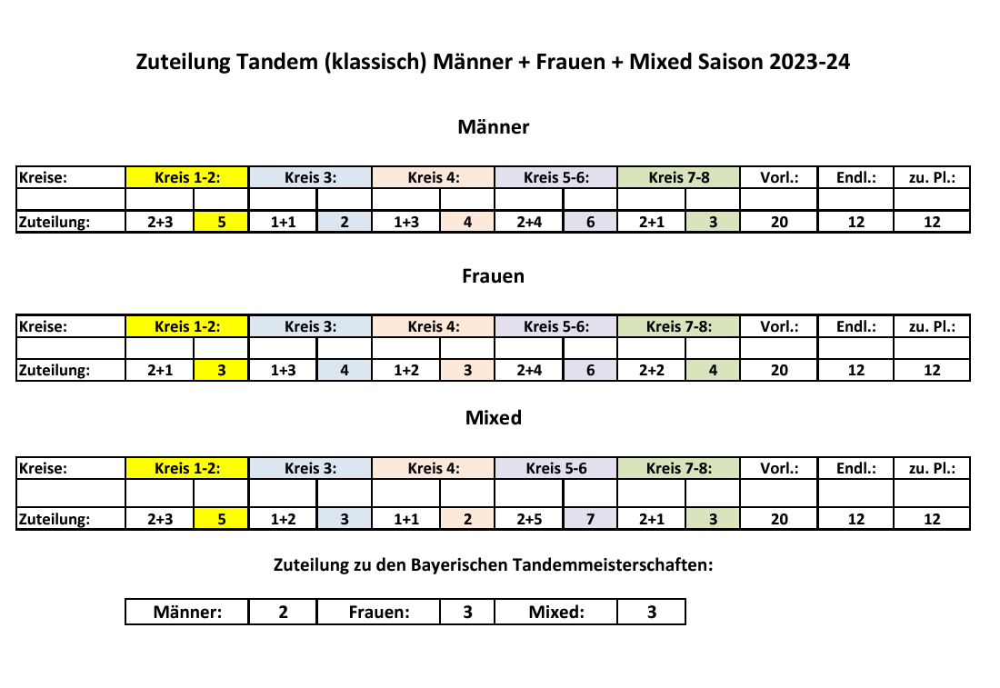 Zuteilung Tandem (klassisch) Männer + Frauen + Mixed Saison 2023-24
Männer
Kreise: Kreis 1-2: Kreis 3: Kreis 4: Kreis 5-6: Kreis 7-8 Vorl.: Endl.: zu. Pl.:
Zuteilung: 2+3 5 1+1 2 1+3 4 2+4 6 2+1 3 20 12 12
Frauen
Kreise: Kreis 1-2: Kreis 3: Kreis 4: Kreis 5-6: Kreis 7-8: Vorl.: Endl.: zu. Pl.:
Zuteilung: 2+1 3 1+3 4 1+2 3 2+4 6 2+2 4 20 12 12
Mixed
Kreise: Kreis 1-2: Kreis 3: Kreis 4: Kreis 5-6 Kreis 7-8: Vorl.: Endl.: zu. Pl.:
Zuteilung: 2+3 5 1+2 3 1+1 2 2+5 7 2+1 3 20 12 12
Zuteilung zu den Bayerischen Tandemmeisterschaften:
Männer: 2 Frauen: 3 Mixed: 3